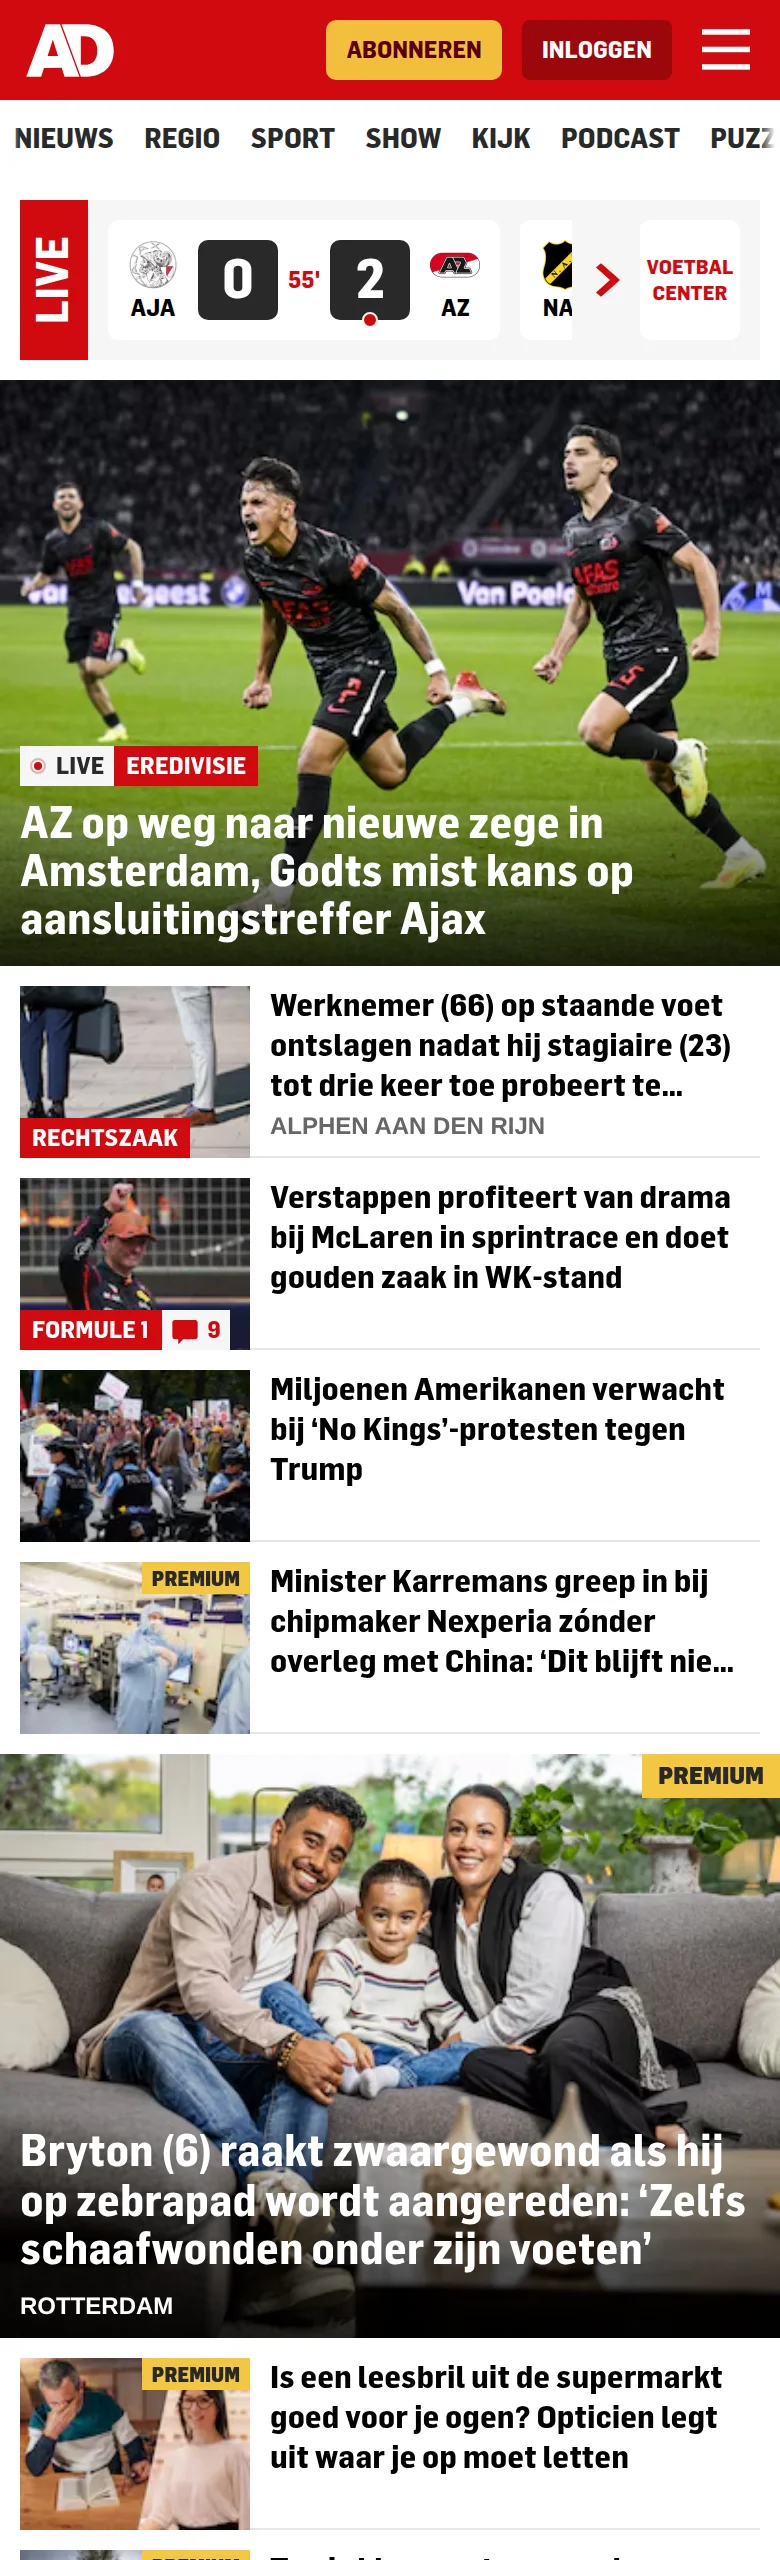 AD
ABONNEREN
INLOGGEN
NIEUWS REGIO SPORT SHOW KIJK PODCAST PUZZ
LIVE
0 55' 2
AJA AZ
NA
VOETBAL
CENTER
AFAS
AFAS
Van Poel
LIVE EREDIVISIE
AZ op weg naar nieuwe zege in
Amsterdam, Godts mist kans op
aansluitingstreffer Ajax
Werknemer (66) op staande voet
ontslagen nadat hij stagiaire (23)
tot drie keer toe probeert te...
ALPHEN AAN DEN RIJN
RECHTSZAAK
Verstappen profiteert van drama
bij McLaren in sprintrace en doet
gouden zaak in WK-stand
FORMULE 1 9
Miljoenen Amerikanen verwacht
bij ‘No Kings’-protesten tegen
Trump
PREMIUM
Minister Karremans greep in bij
chipmaker Nexperia zónder
overleg met China: ‘Dit blijft nie...
PREMIUM
Bryton (6) raakt zwaargewond als hij
op zebrapad wordt aangereden: ‘Zelfs
schaafwonden onder zijn voeten’
ROTTERDAM
PREMIUM
Is een leesbril uit de supermarkt
goed voor je ogen? Opticien legt
uit waar je op moet letten